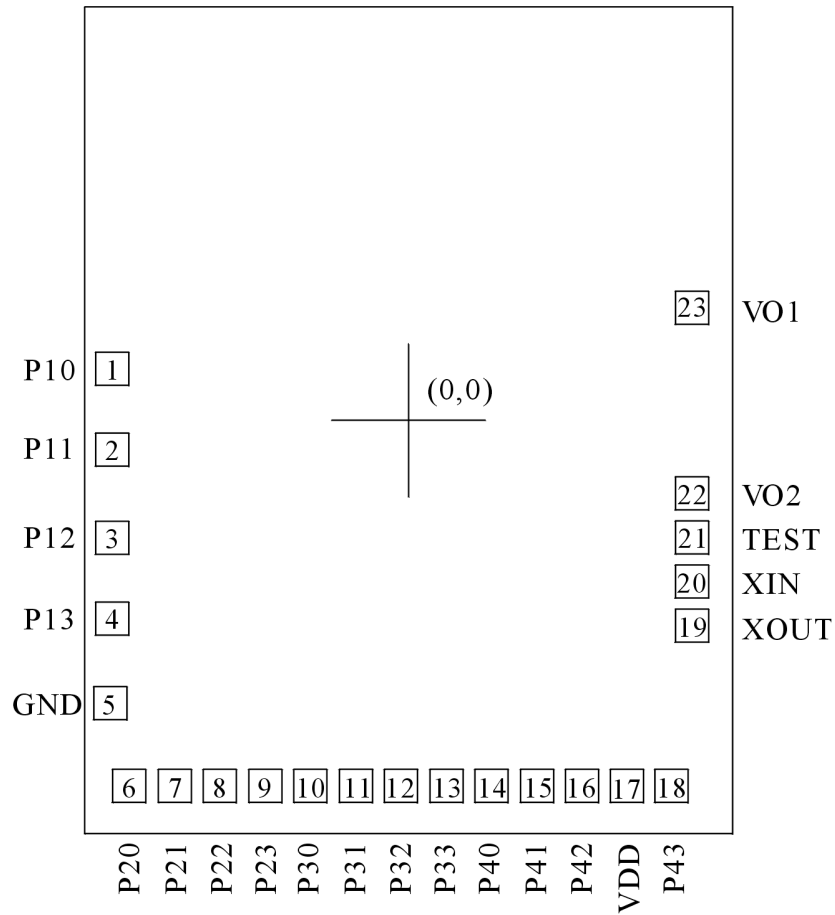 23 VO1
P10 1
(0,0)
P11 2
22 VO2
P12 3
21 TEST
20 XIN
P13 4
19 XOUT
GND 5
6 7 8 9 10 11 12 13 14 15 16 17 18
P20 P21 P22 P23 P30 P31 P32 P33 P40 P41 P42 VDD P43